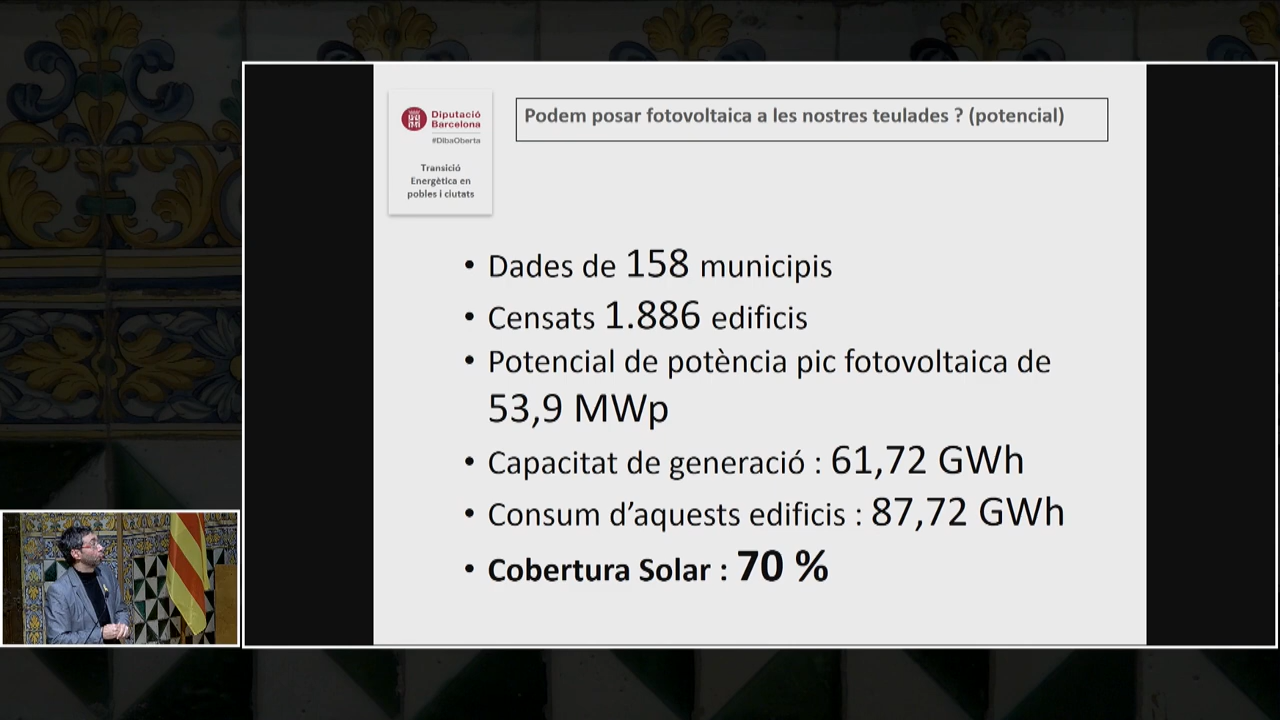 Diputació
Barcelona
#DibaOberta
Transició
Energètica en
pobles i ciutats
Podem posar fotovoltaica a les nostres teulades ? (potencial)
• Dades de 158 municipis
• Censats 1.886 edificis
• Potencial de potència pic fotovoltaica de
53,9 MWp
• Capacitat de generació : 61,72 GWh
• Consum d’aquests edificis : 87,72 GWh
• Cobertura Solar : 70 %